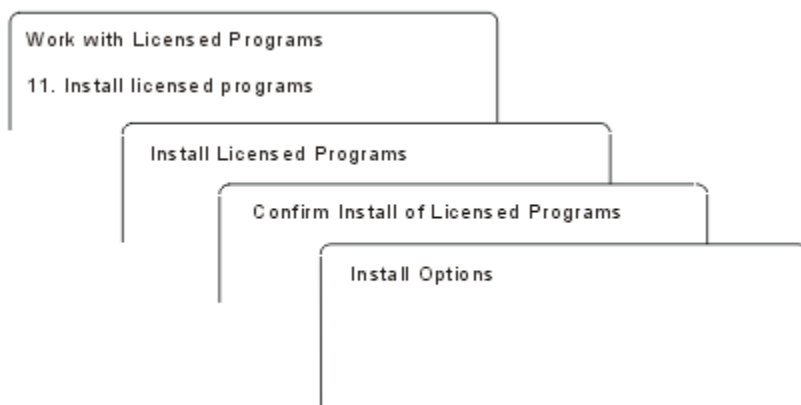 Work with Licensed Programs
11. Install licensed programs
Install Licensed Programs
Confirm Install of Licensed Programs
Install Options